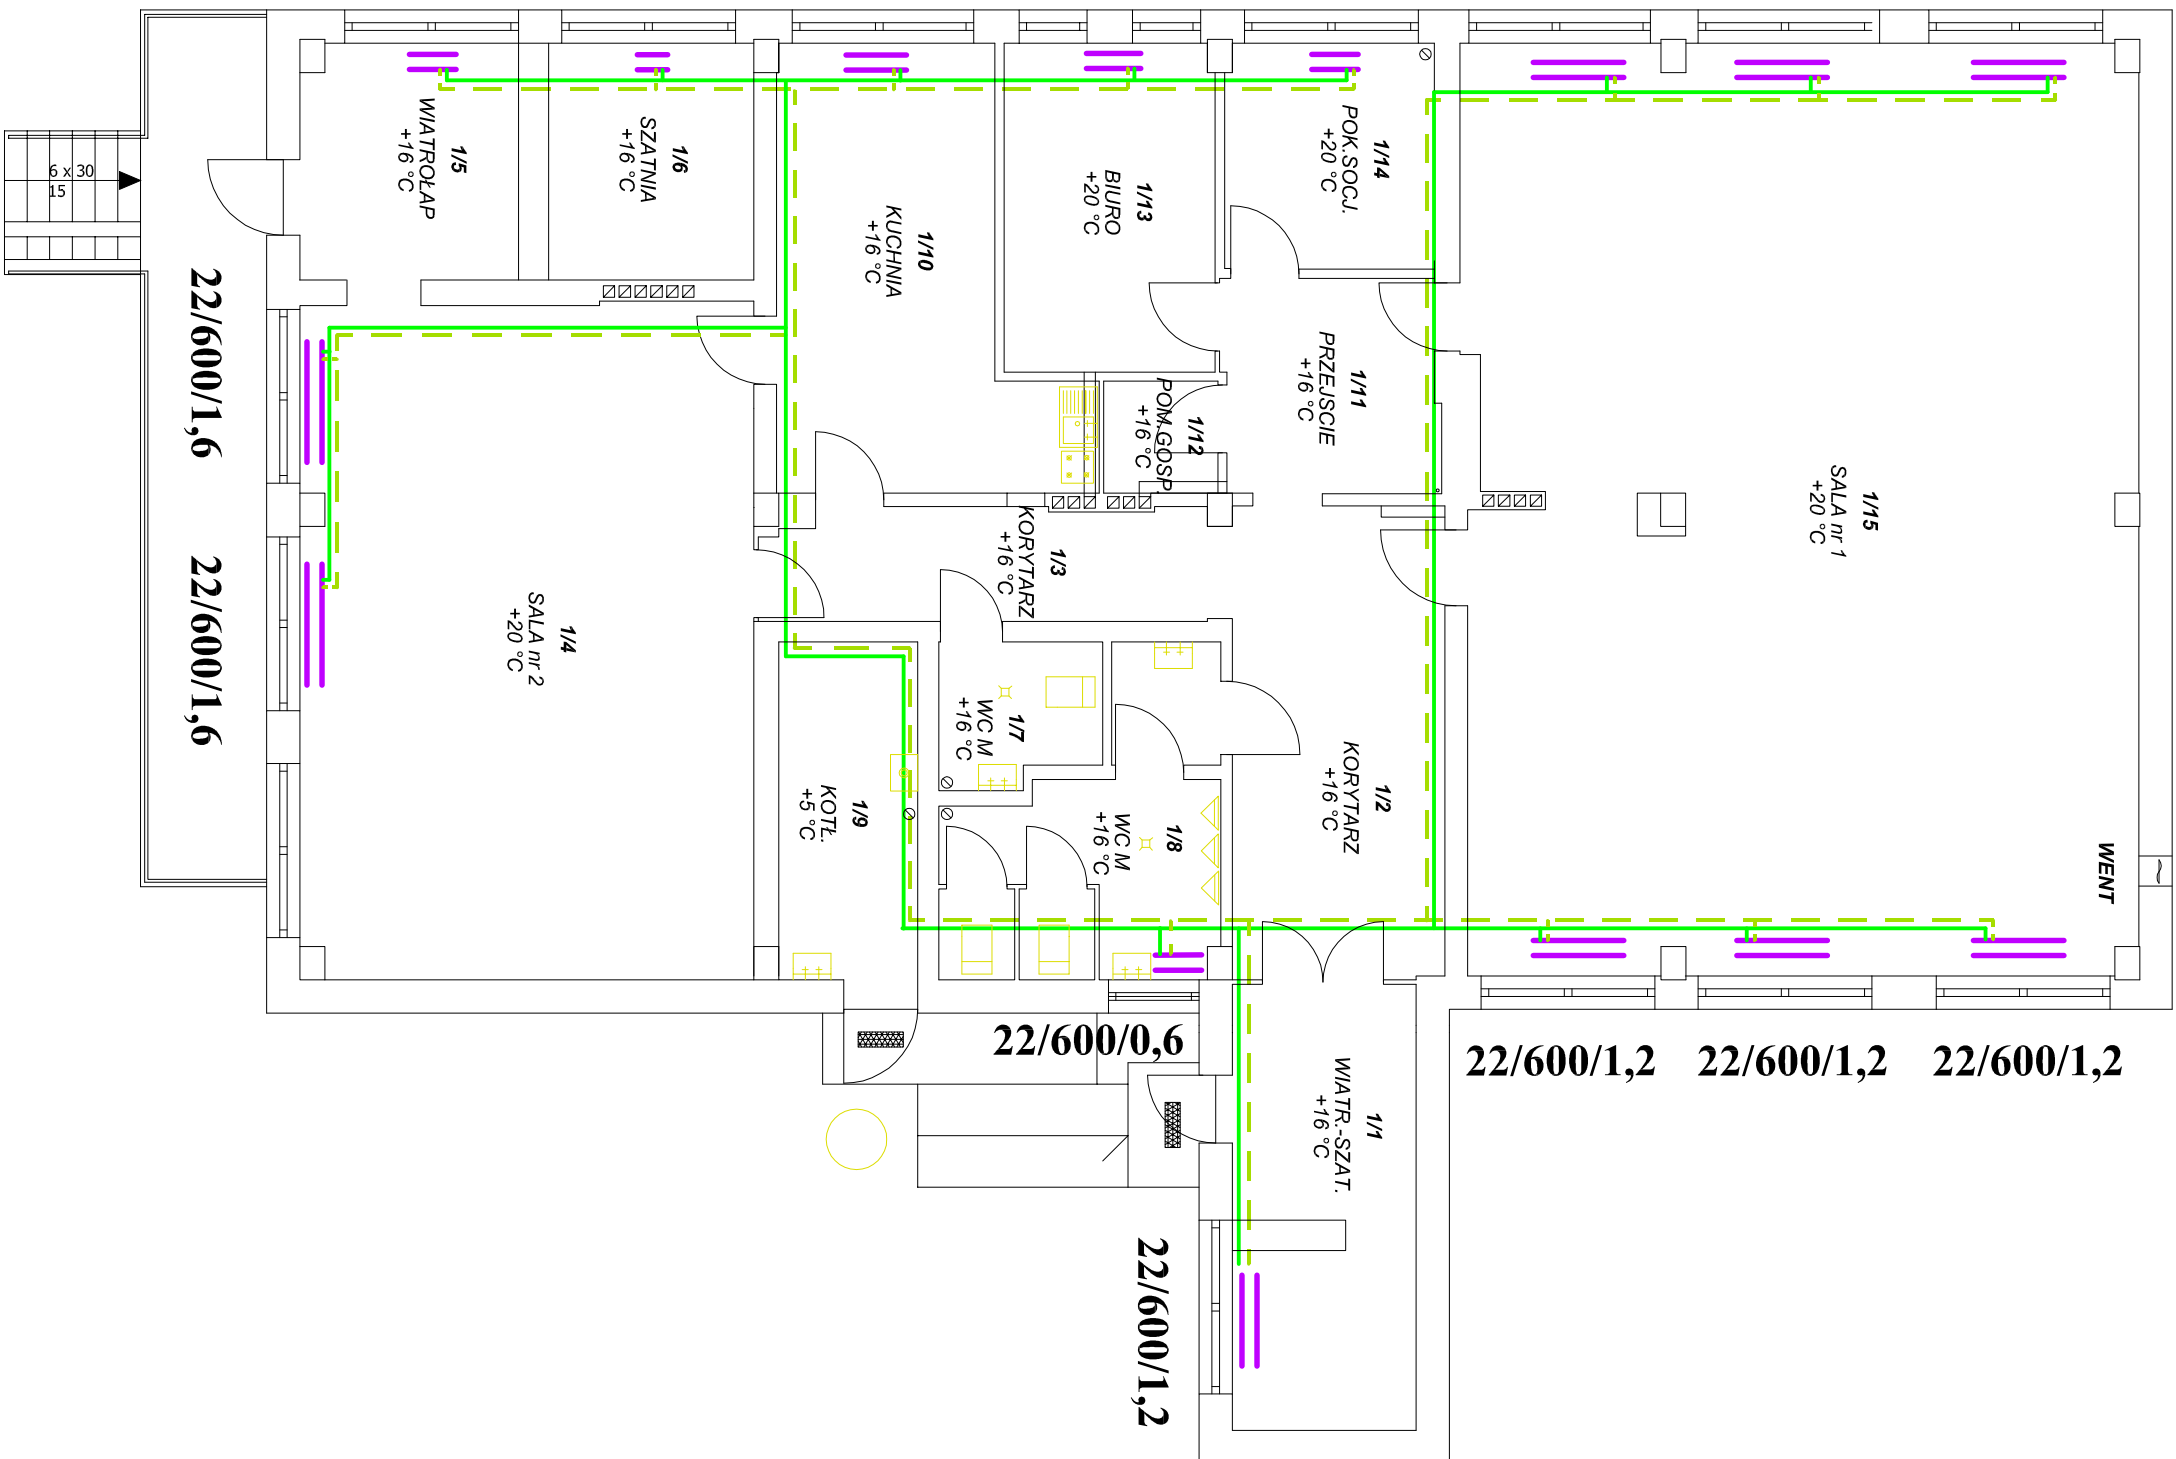 6 x 30
15
1/5
WIATROŁAP
+16 °C
1/6
SZATNIA
+16 °C
1/10
KUCHNIA
+16 °C
1/13
BIURO
+20 °C
1/14
POK.SOCJ.
+20 °C
1/11
PRZEJSCIE
+16 °C
1/12
POM.GOSP.
+16 °C
1/15
SALA nr 1
+20 °C
1/3
KORYTARZ
+16 °C
1/4
SALA nr 2
+20 °C
1/7
WC M
+16 °C
1/8
WC M
+16 °C
1/9
KOTŁ.
+5 °C
1/2
KORYTARZ
+16 °C
WENT
1/1
WIATR.-SZAT.
+16 °C
22/600/1,6
22/600/1,6
22/600/0,6
22/600/1,2
22/600/1,2
22/600/1,2
22/600/1,2